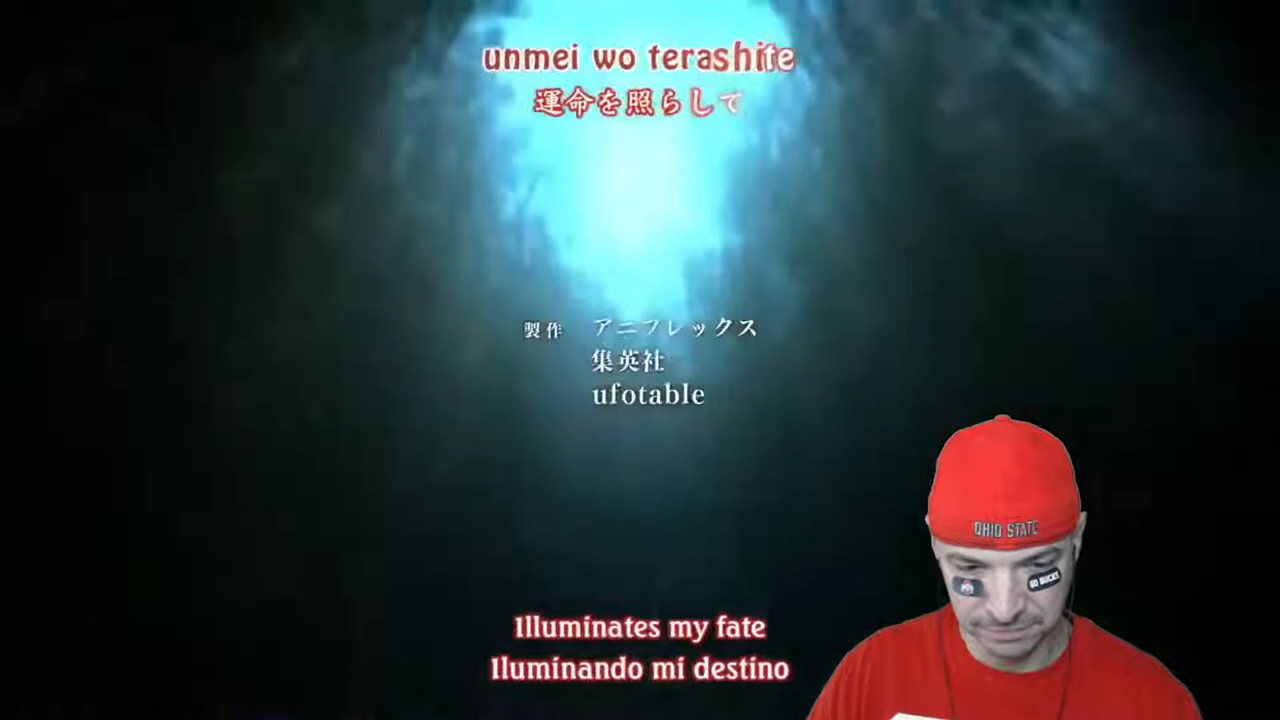 unmei wo terashite
運命を照らして
製作 アニプレックス
集英社
ufotable
OHIO STATE
GO BUCKS
Illuminates my fate
Iluminando mi destino